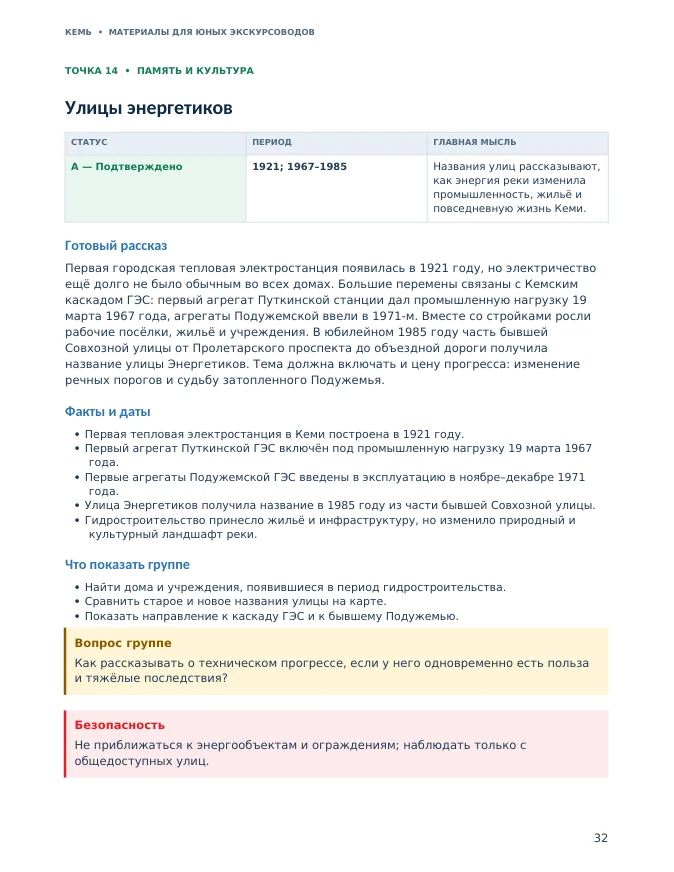 КЕМЬ • МАТЕРИАЛЫ ДЛЯ ЮНЫХ ЭКСКУРСОВОДОВ
ТОЧКА 14 • ПАМЯТЬ И КУЛЬТУРА
Улицы энергетиков
СТАТУС ПЕРИОД ГЛАВНАЯ МЫСЛЬ
A — Подтверждено 1921; 1967–1985 Названия улиц рассказывают,
как энергия реки изменила
промышленность, жильё и
повседневную жизнь Кеми.
Готовый рассказ
Первая городская тепловая электростанция появилась в 1921 году, но электричество
ещё долго не было обычным во всех домах. Большие перемены связаны с Кемским
каскадом ГЭС: первый агрегат Путкинской станции дал промышленную нагрузку 19
марта 1967 года, агрегаты Подужемской ввели в 1971-м. Вместе со стройками росли
рабочие посёлки, жильё и учреждения. В юбилейном 1985 году часть бывшей
Совхозной улицы от Пролетарского проспекта до объездной дороги получила
название улицы Энергетиков. Тема должна включать и цену прогресса: изменение
речных порогов и судьбу затопленного Подужемья.
Факты и даты
• Первая тепловая электростанция в Кеми построена в 1921 году.
• Первый агрегат Путкинской ГЭС включён под промышленную нагрузку 19 марта 1967
года.
• Первые агрегаты Подужемской ГЭС введены в эксплуатацию в ноябре–декабре 1971
года.
• Улица Энергетиков получила название в 1985 году из части бывшей Совхозной улицы.
• Гидростроительство принесло жильё и инфраструктуру, но изменило природный и
культурный ландшафт реки.
Что показать группе
• Найти дома и учреждения, появившиеся в период гидростроительства.
• Сравнить старое и новое названия улицы на карте.
• Показать направление к каскаду ГЭС и к бывшему Подужемью.
Вопрос группе
Как рассказывать о техническом прогрессе, если у него одновременно есть польза
и тяжёлые последствия?
Безопасность
Не приближаться к энергообъектам и ограждениям; наблюдать только с
общедоступных улиц.
32